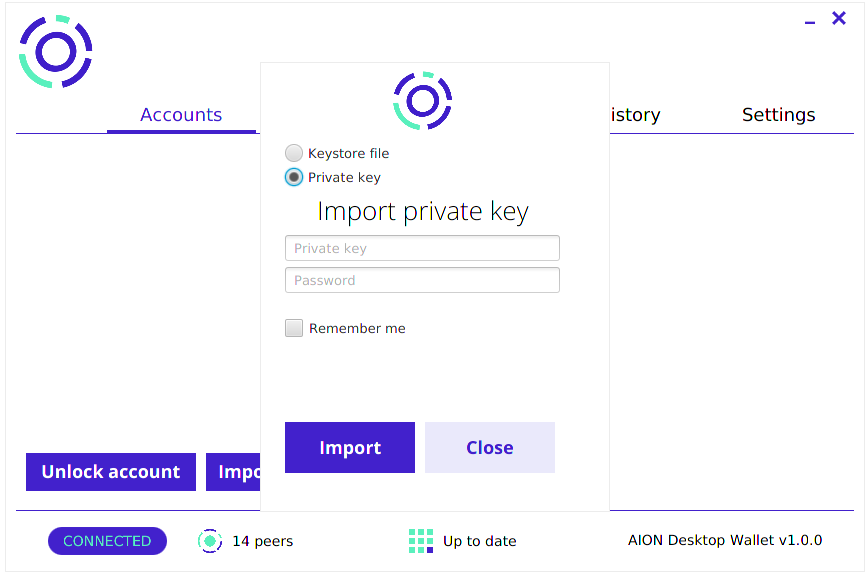 Accounts
istory
Settings
Keystore file
Private key
Import private key
Private key
Password
Remember me
Import
Close
Unlock account
Impo
CONNECTED
14 peers
Up to date
AION Desktop Wallet v1.0.0